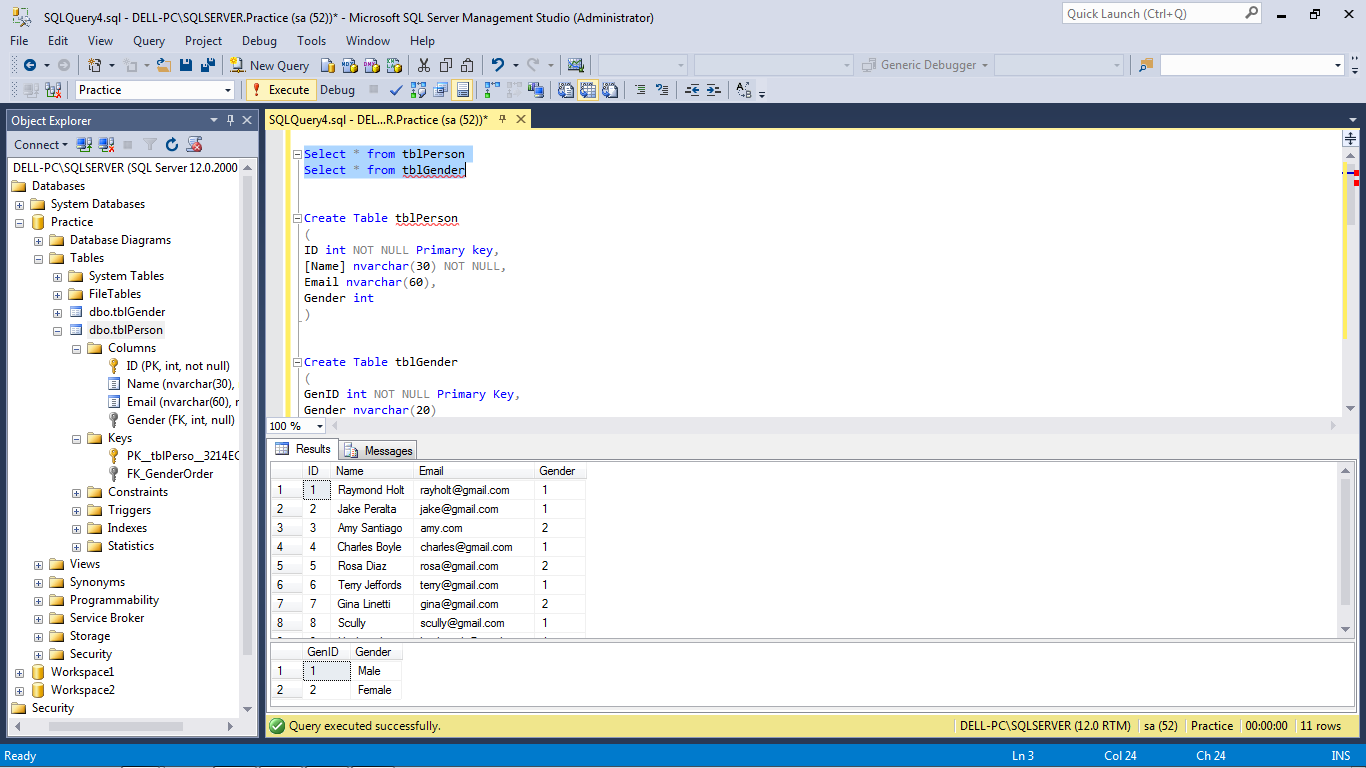 SQLQuery4.sql - DELL-PC\SQLSERVER.Practice (sa (52))* - Microsoft SQL Server Management Studio (Administrator)
Quick Launch (Ctrl+Q)
File Edit View Query Project Debug Tools Window Help
New Query
Generic Debugger
Practice
Execute Debug
Object Explorer
Connect
DELL-PC\SQLSERVER (SQL Server 12.0.2000
Databases
System Databases
Practice
Database Diagrams
Tables
System Tables
FileTables
dbo.tblGender
dbo.tblPerson
Columns
ID (PK, int, not null)
Name (nvarchar(30),
Email (nvarchar(60), n
Gender (FK, int, null)
Keys
PK__tblPerso__3214EC
FK_GenderOrder
Constraints
Triggers
Indexes
Statistics
Views
Synonyms
Programmability
Service Broker
Storage
Security
Workspace1
Workspace2
Security
SQLQuery4.sql - DEL...R.Practice (sa (52))*
Select * from tblPerson
Select * from tblGender
Create Table tblPerson
(
ID int NOT NULL Primary key,
[Name] nvarchar(30) NOT NULL,
Email nvarchar(60),
Gender int
)
Create Table tblGender
(
GenID int NOT NULL Primary Key,
Gender nvarchar(20)
100 %
Results Messages
ID Name Email Gender
1 1 Raymond Holt rayholt@gmail.com 1
2 2 Jake Peralta jake@gmail.com 1
3 3 Amy Santiago amy.com 2
4 4 Charles Boyle charles@gmail.com 1
5 5 Rosa Diaz rosa@gmail.com 2
6 6 Terry Jeffords terry@gmail.com 1
7 7 Gina Linetti gina@gmail.com 2
8 8 Scully scully@gmail.com 1
GenID Gender
1 1 Male
2 2 Female
Query executed successfully.
DELL-PC\SQLSERVER (12.0 RTM) sa (52) Practice 00:00:00 11 rows
Ready
Ln 3 Col 24 Ch 24 INS